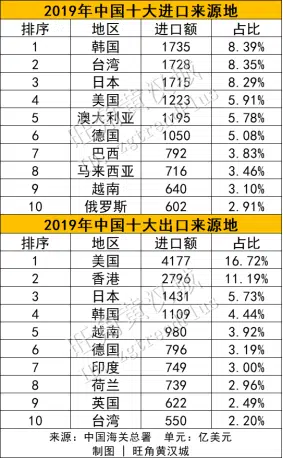 2019年中国十大进口来源地
排序 地区 进口额 占比
1 韩国 1735 8.39%
2 台湾 1728 8.35%
3 日本 1715 8.29%
4 美国 1223 5.91%
5 澳大利亚 1195 5.78%
6 德国 1050 5.08%
7 巴西 792 3.83%
8 马来西亚 716 3.46%
9 越南 640 3.10%
10 俄罗斯 602 2.91%
2019年中国十大出口来源地
排序 地区 进口额 占比
1 美国 4177 16.72%
2 香港 2796 11.19%
3 日本 1431 5.73%
4 韩国 1109 4.44%
5 越南 980 3.92%
6 德国 796 3.19%
7 印度 749 3.00%
8 荷兰 739 2.96%
9 英国 622 2.49%
10 台湾 550 2.20%
来源：中国海关总署 单元：亿美元
制图 | 旺角黄汉城
旺角黄汉城
旺角黄汉城